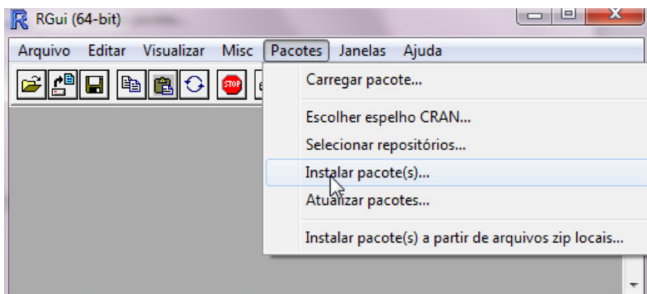 RGui (64-bit)
Arquivo Editar Visualizar Misc Pacotes Janelas Ajuda
STOP
Carregar pacote...
Escolher espelho CRAN...
Selecionar repositórios...
Instalar pacote(s)...
Atualizar pacotes...
Instalar pacote(s) a partir de arquivos zip locais...